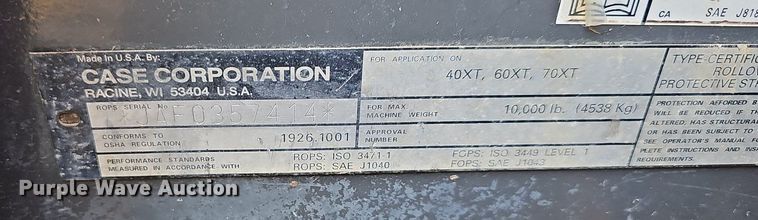 CA SAE J818
Made in U.S.A. By:
CASE CORPORATION
RACINE, WI 53404 U.S.A.
ROPS SERIAL No
*JAF0357414*
CONFORMS TO
OSHA REGULATION
1926.1001
PERFORMANCE STANDARDS
MEASURED IN ACCORDANCE WITH
ROPS: ISO 3471-1
ROPS: SAE J1040
FOPS: ISO 3449 LEVEL 1
FOPS: SAE J1043
FOR APPLICATION ON
40XT, 60XT, 70XT
FOR MAX
MACHINE WEIGHT
10,000 lb. (4538 Kg)
APPROVAL
NUMBER
TYPE-CERTIFI
ROLLOV
PROTECTIVE ST
PROTECTION AFFORDED B
WILL BE REDUCED IF THE
ALTERED; HAS STRUCTURA
OR HAS BEEN SUBJECT TO
SEE OPERATOR'S MANUAL F
PLETE INSTRUCTIONS AND INS
REQUIREMENTS.
Purple Wave Auction